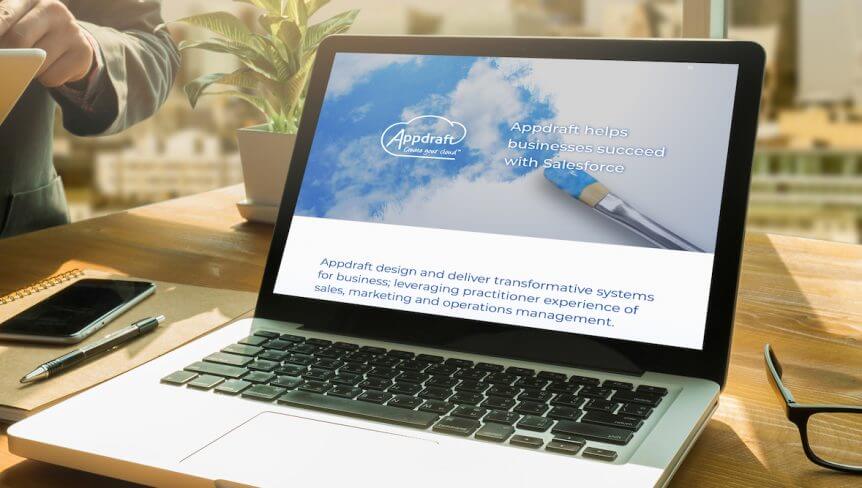 Appdraft
Create your cloud™
Appdraft helps
businesses succeed
with Salesforce
Appdraft design and deliver transformative systems
for business; leveraging practitioner experience of
sales, marketing and operations management.